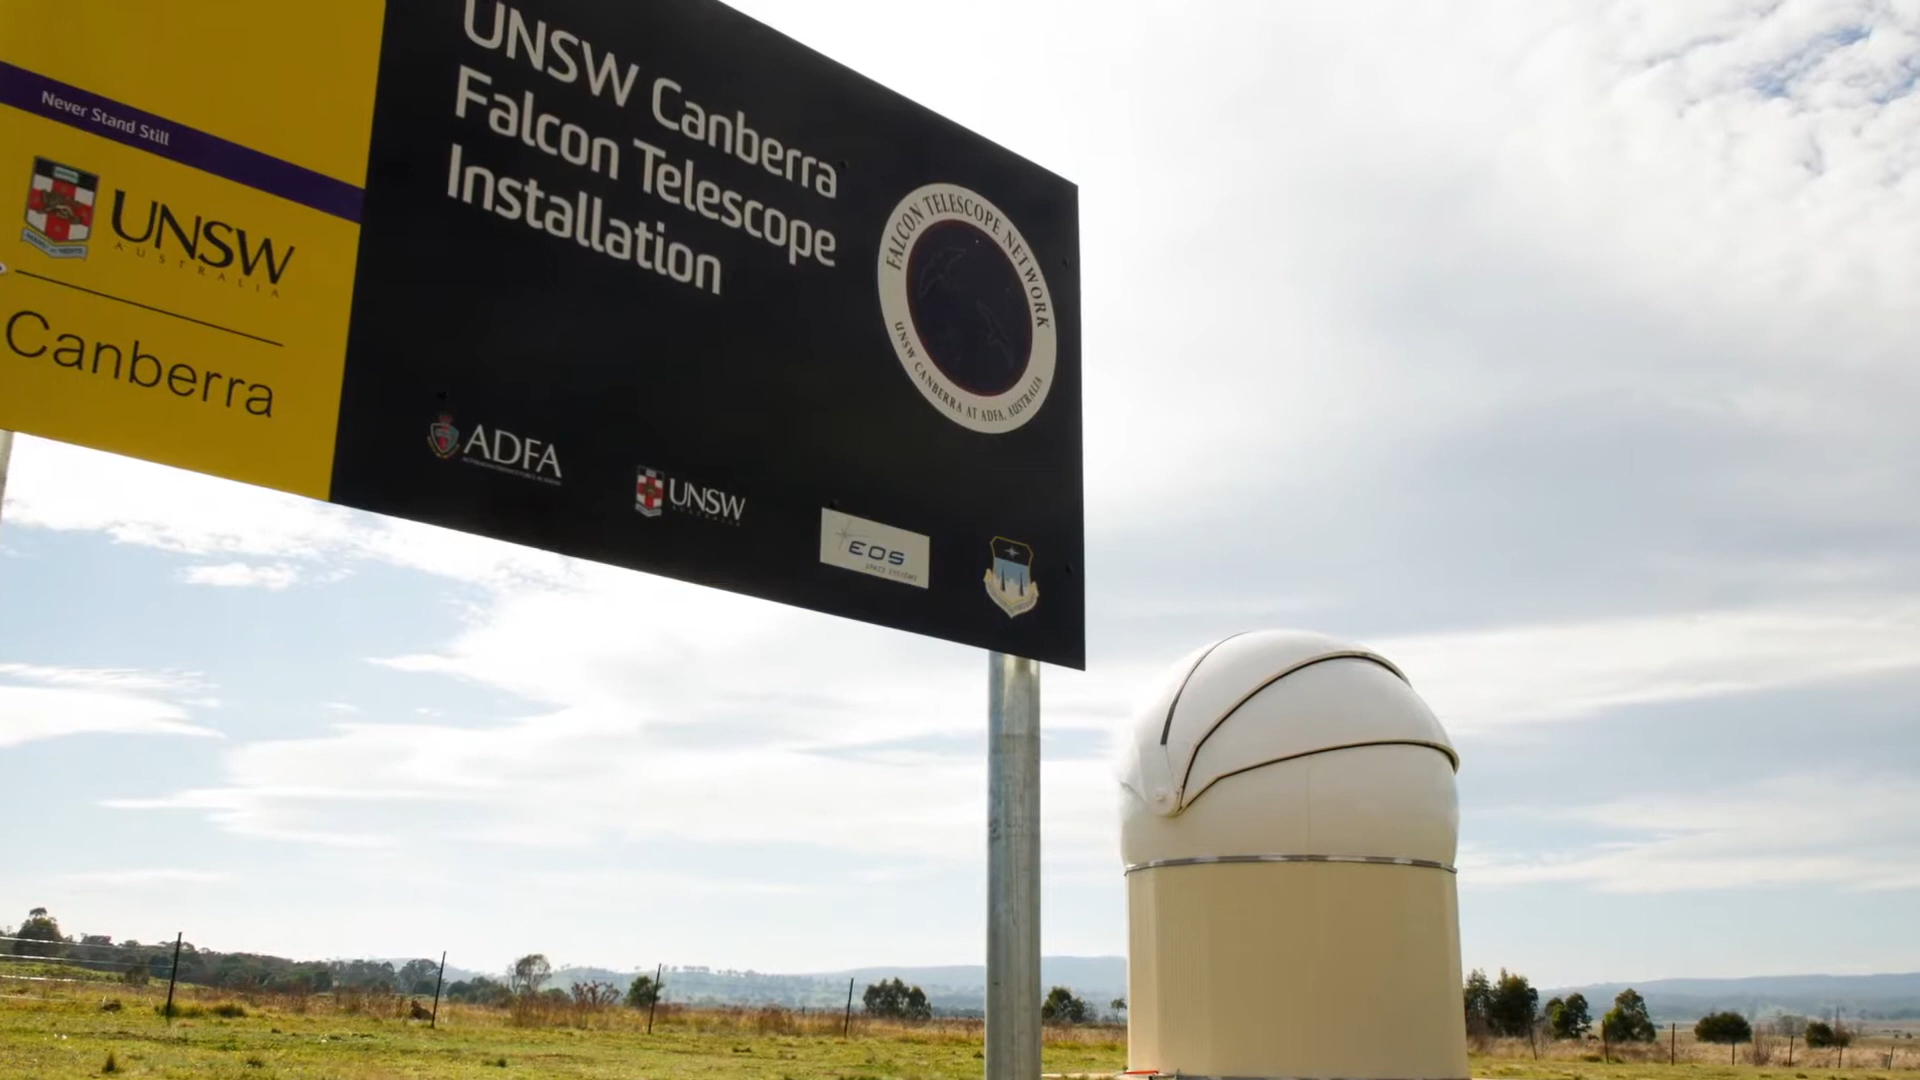 Never Stand Still
UNSW
AUSTRALIA
Canberra
UNSW Canberra
Falcon Telescope
Installation
FALCON TELESCOPE NETWORK
UNSW CANBERRA AT ADFA, AUSTRALIA
ADFA
UNSW
AUSTRALIA
EOS
SPACE SYSTEMS